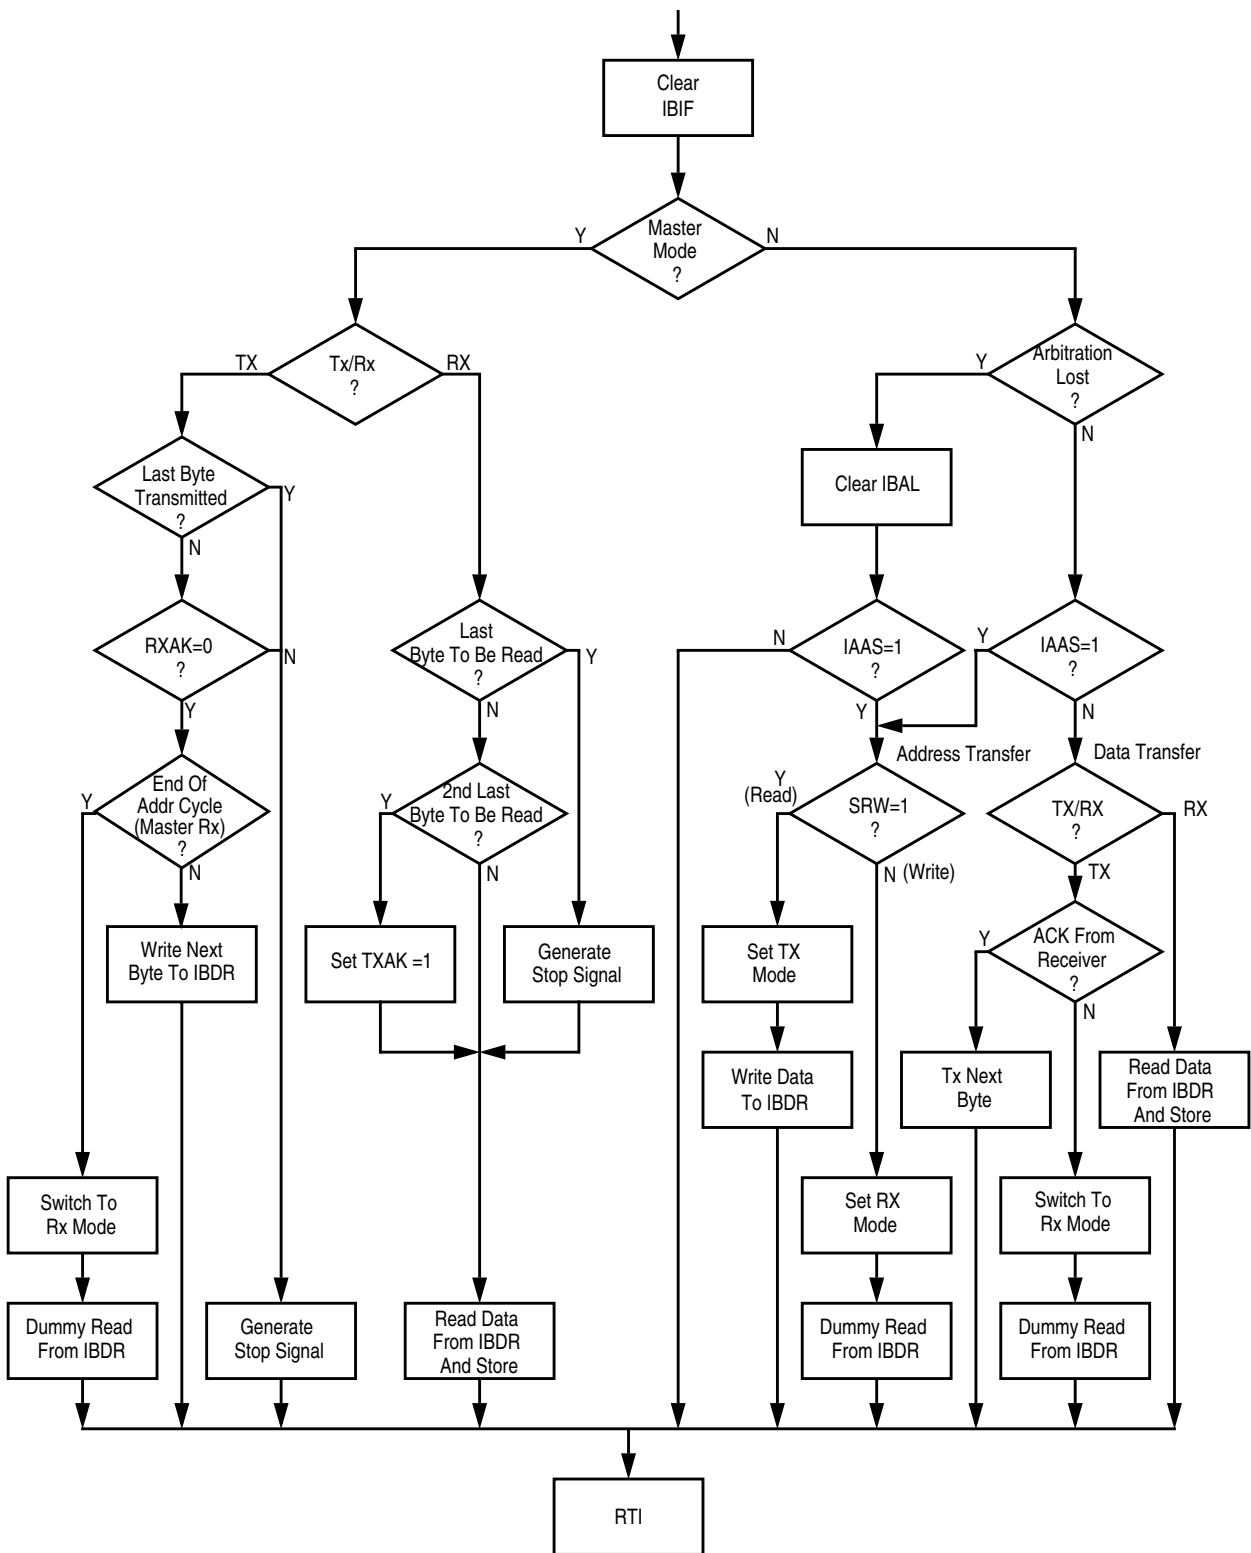 Clear
IBIF
Master
Mode
?
Y
N
Tx/Rx
?
TX
RX
Arbitration
Lost
?
Y
N
Last Byte
Transmitted
?
Y
N
Clear IBAL
RXAK=0
?
N
Y
Last
Byte To Be Read
?
Y
N
IAAS=1
?
N
Y
IAAS=1
?
Y
N
Address Transfer
Data Transfer
End Of
Addr Cycle
(Master Rx)
?
Y
N
2nd Last
Byte To Be Read
?
Y
N
Y
(Read)
SRW=1
?
N (Write)
TX/RX
?
RX
TX
Write Next
Byte To IBDR
Set TXAK =1
Generate
Stop Signal
Set TX
Mode
ACK From
Receiver
?
Y
N
Write Data
To IBDR
Tx Next
Byte
Read Data
From IBDR
And Store
Switch To
Rx Mode
Set RX
Mode
Switch To
Rx Mode
Dummy Read
From IBDR
Generate
Stop Signal
Read Data
From IBDR
And Store
Dummy Read
From IBDR
Dummy Read
From IBDR
RTI